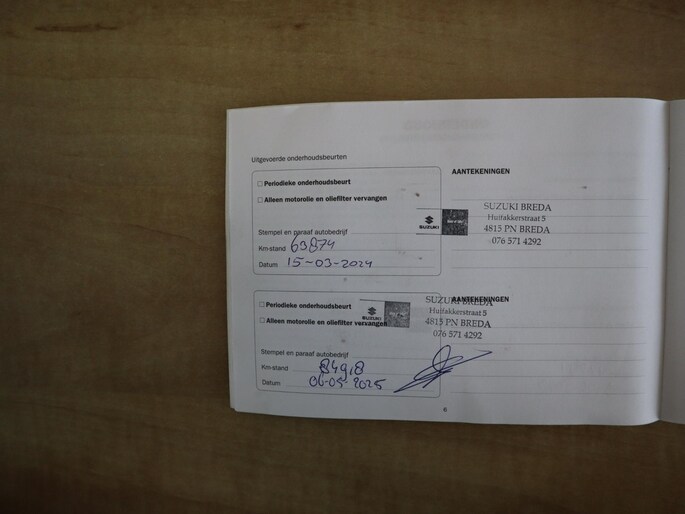 Uitgevoerde onderhoudsbeurten
Periodieke onderhoudsbeurt
Alleen motorolie en oliefilter vervangen
Stempel en paraaf autobedrijf
Km-stand 63874
Datum 15-03-2024
AANTEKENINGEN
SUZUKI
SUZUKI BREDA
Huifakkerstraat 5
4815 PN BREDA
076 571 4292
Periodieke onderhoudsbeurt
Alleen motorolie en oliefilter vervangen
Stempel en paraaf autobedrijf
Km-stand
Datum 06-05-2025
AANTEKENINGEN
SUZUKI
SUZUKI BREDA
Huifakkerstraat 5
4815 PN BREDA
076 571 4292
6